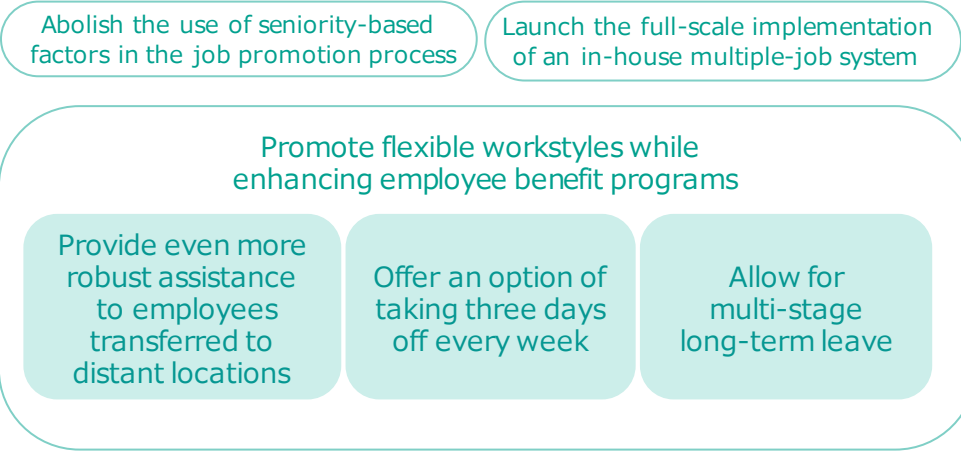 Abolish the use of seniority-based
factors in the job promotion process
Launch the full-scale implementation
of an in-house multiple-job system
Promote flexible workstyles while
enhancing employee benefit programs
Provide even more
robust assistance
to employees
transferred to
distant locations
Offer an option of
taking three days
off every week
Allow for
multi-stage
long-term leave